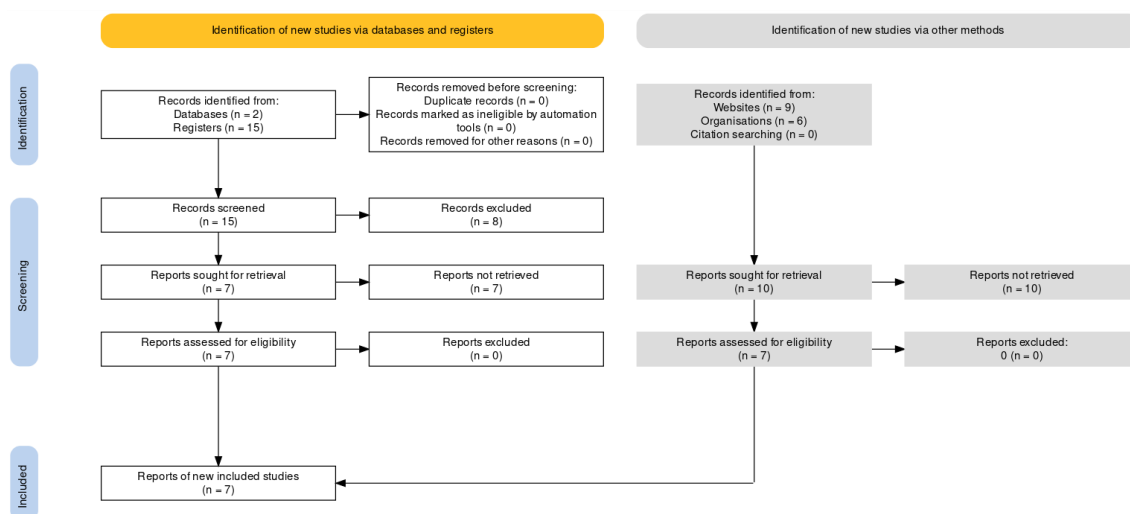 Identification of new studies via databases and registers
Identification of new studies via other methods
Identification
Records identified from:
Databases (n = 2)
Registers (n = 15)
Records removed before screening:
Duplicate records (n = 0)
Records marked as ineligible by automation
tools (n = 0)
Records removed for other reasons (n = 0)
Records identified from:
Websites (n = 9)
Organisations (n = 6)
Citation searching (n = 0)
Screening
Records screened
(n = 15)
Records excluded
(n = 8)
Reports sought for retrieval
(n = 7)
Reports not retrieved
(n = 7)
Reports sought for retrieval
(n = 10)
Reports not retrieved
(n = 10)
Reports assessed for eligibility
(n = 7)
Reports excluded
(n = 0)
Reports assessed for eligibility
(n = 7)
Reports excluded:
0 (n = 0)
Included
Reports of new included studies
(n = 7)